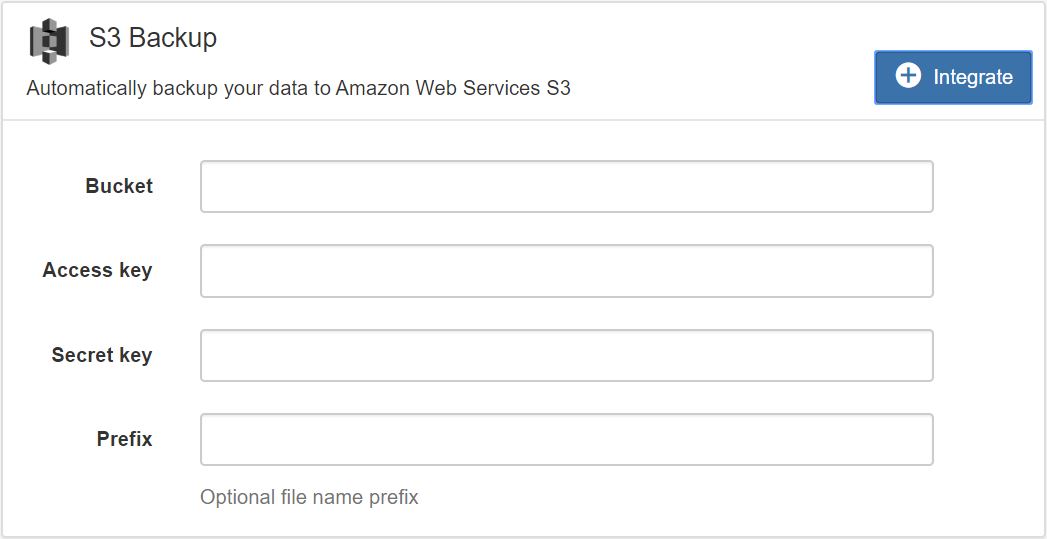 S3 Backup
Automatically backup your data to Amazon Web Services S3
Integrate
Bucket
Access key
Secret key
Prefix
Optional file name prefix